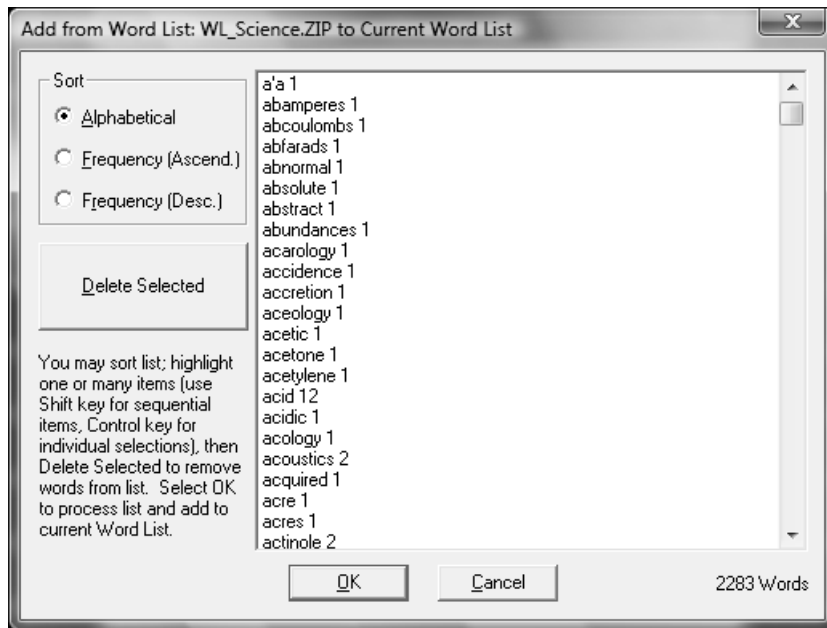 Add from Word List: WL_Science.ZIP to Current Word List
X
Sort
Alphabetical
Frequency (Ascend.)
Frequency (Desc.)
Delete Selected
You may sort list; highlight
one or many items (use
Shift key for sequential
items, Control key for
individual selections), then
Delete Selected to remove
words from list. Select OK
to process list and add to
current Word List.
a'a 1
abamperes 1
abcoulombs 1
abfarads 1
abnormal 1
absolute 1
abstract 1
abundances 1
acarology 1
accidence 1
accretion 1
aceology 1
acetic 1
acetone 1
acetylene 1
acid 12
acidic 1
acology 1
acoustics 2
acquired 1
acre 1
acres 1
actinole 2
OK
Cancel
2283 Words